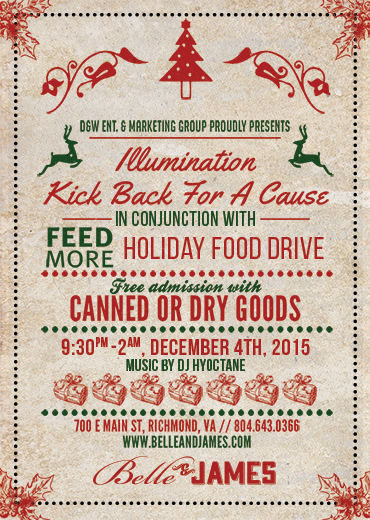 D&W ENT. & MARKETING GROUP PROUDLY PRESENTS
Illumination
Kick Back For A Cause
IN CONJUNCTION WITH
FEED MORE HOLIDAY FOOD DRIVE
Free admission with
CANNED OR DRY GOODS
9:30PM -2AM, DECEMBER 4TH, 2015
MUSIC BY DJ HYOCTANE
700 E MAIN ST, RICHMOND, VA // 804.643.0366
WWW.BELLEANDJAMES.COM
Belle & JAMES